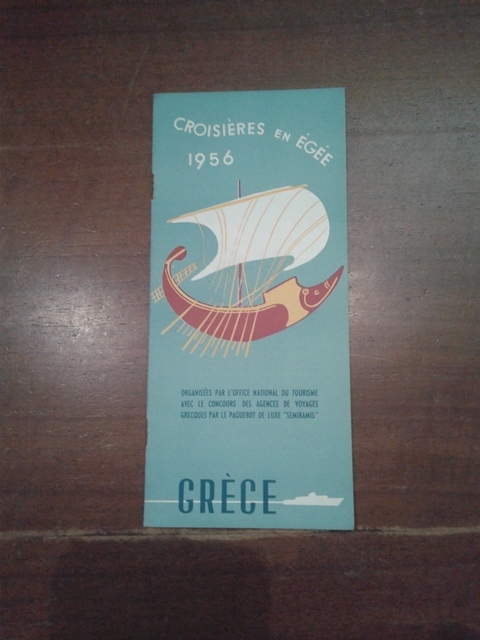 CROISIÈRES EN ÉGÉE
1956
ORGANISÉES PAR L'OFFICE NATIONAL DU TOURISME
AVEC LE CONCOURS DES AGENCES DE VOYAGES
GRECQUES PAR LE PAQUEBOT DE LUXE "SEMIRAMIS"
GRÈCE